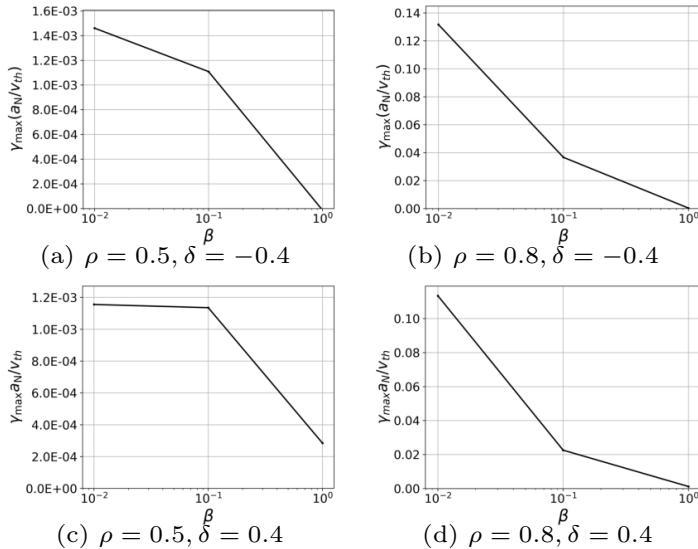 1.6E-03
1.4E-03
1.2E-03
1.0E-03
8.0E-04
6.0E-04
4.0E-04
2.0E-04
0.0E+00
γmax(aN/vth)
10⁻² 10⁻¹ 10⁰
β
(a) ρ = 0.5, δ = −0.4
0.14
0.12
0.10
0.08
0.06
0.04
0.02
0.00
γmax(aN/vth)
10⁻² 10⁻¹ 10⁰
β
(b) ρ = 0.8, δ = −0.4
1.2E-03
1.0E-03
8.0E-04
6.0E-04
4.0E-04
2.0E-04
0.0E+00
γmaxaN/vth
10⁻² 10⁻¹ 10⁰
β
(c) ρ = 0.5, δ = 0.4
0.10
0.08
0.06
0.04
0.02
0.00
γmaxaN/vth
10⁻² 10⁻¹ 10⁰
β
(d) ρ = 0.8, δ = 0.4